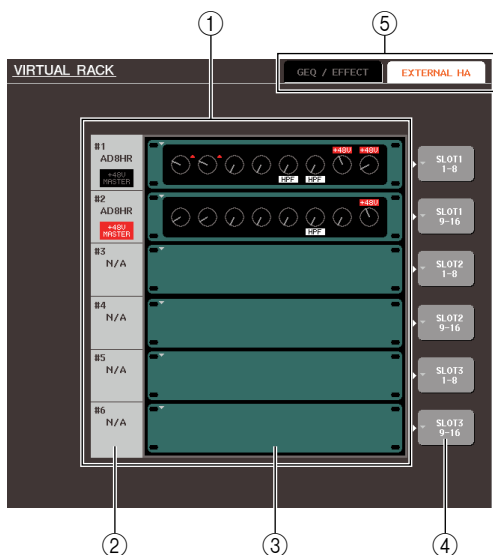 ①
⑤
VIRTUAL RACK
GEQ / EFFECT
EXTERNAL HA
#1
AD8HR
+48V
MASTER
+48V
+48V
HPF
HPF
SLOT1
1-8
#2
AD8HR
+48V
MASTER
+48V
HPF
SLOT1
9-16
#3
N/A
SLOT2
1-8
#4
N/A
SLOT2
9-16
#5
N/A
SLOT3
1-8
#6
N/A
SLOT3
9-16
②
③
④